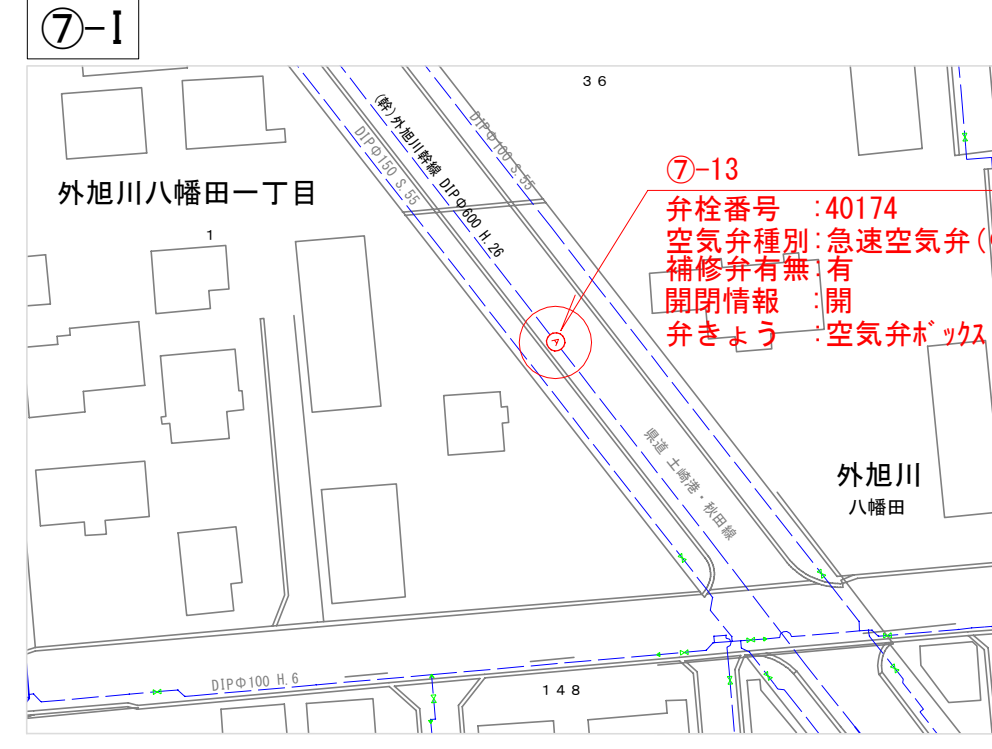 ⑦-I
36
(幹)外旭川幹線 DIPΦ600 H.26
DIPΦ150 S.55
DIPΦ100 S.55
⑦-13
外旭川八幡田一丁目
弁栓番号 :40174
1
空気弁種別:急速空気弁(
補修弁有無:有
開閉情報 :開
弁きょう :空気弁ボックス
県道 土崎港・秋田線
外旭川
八幡田
DIPΦ100 H.6
148